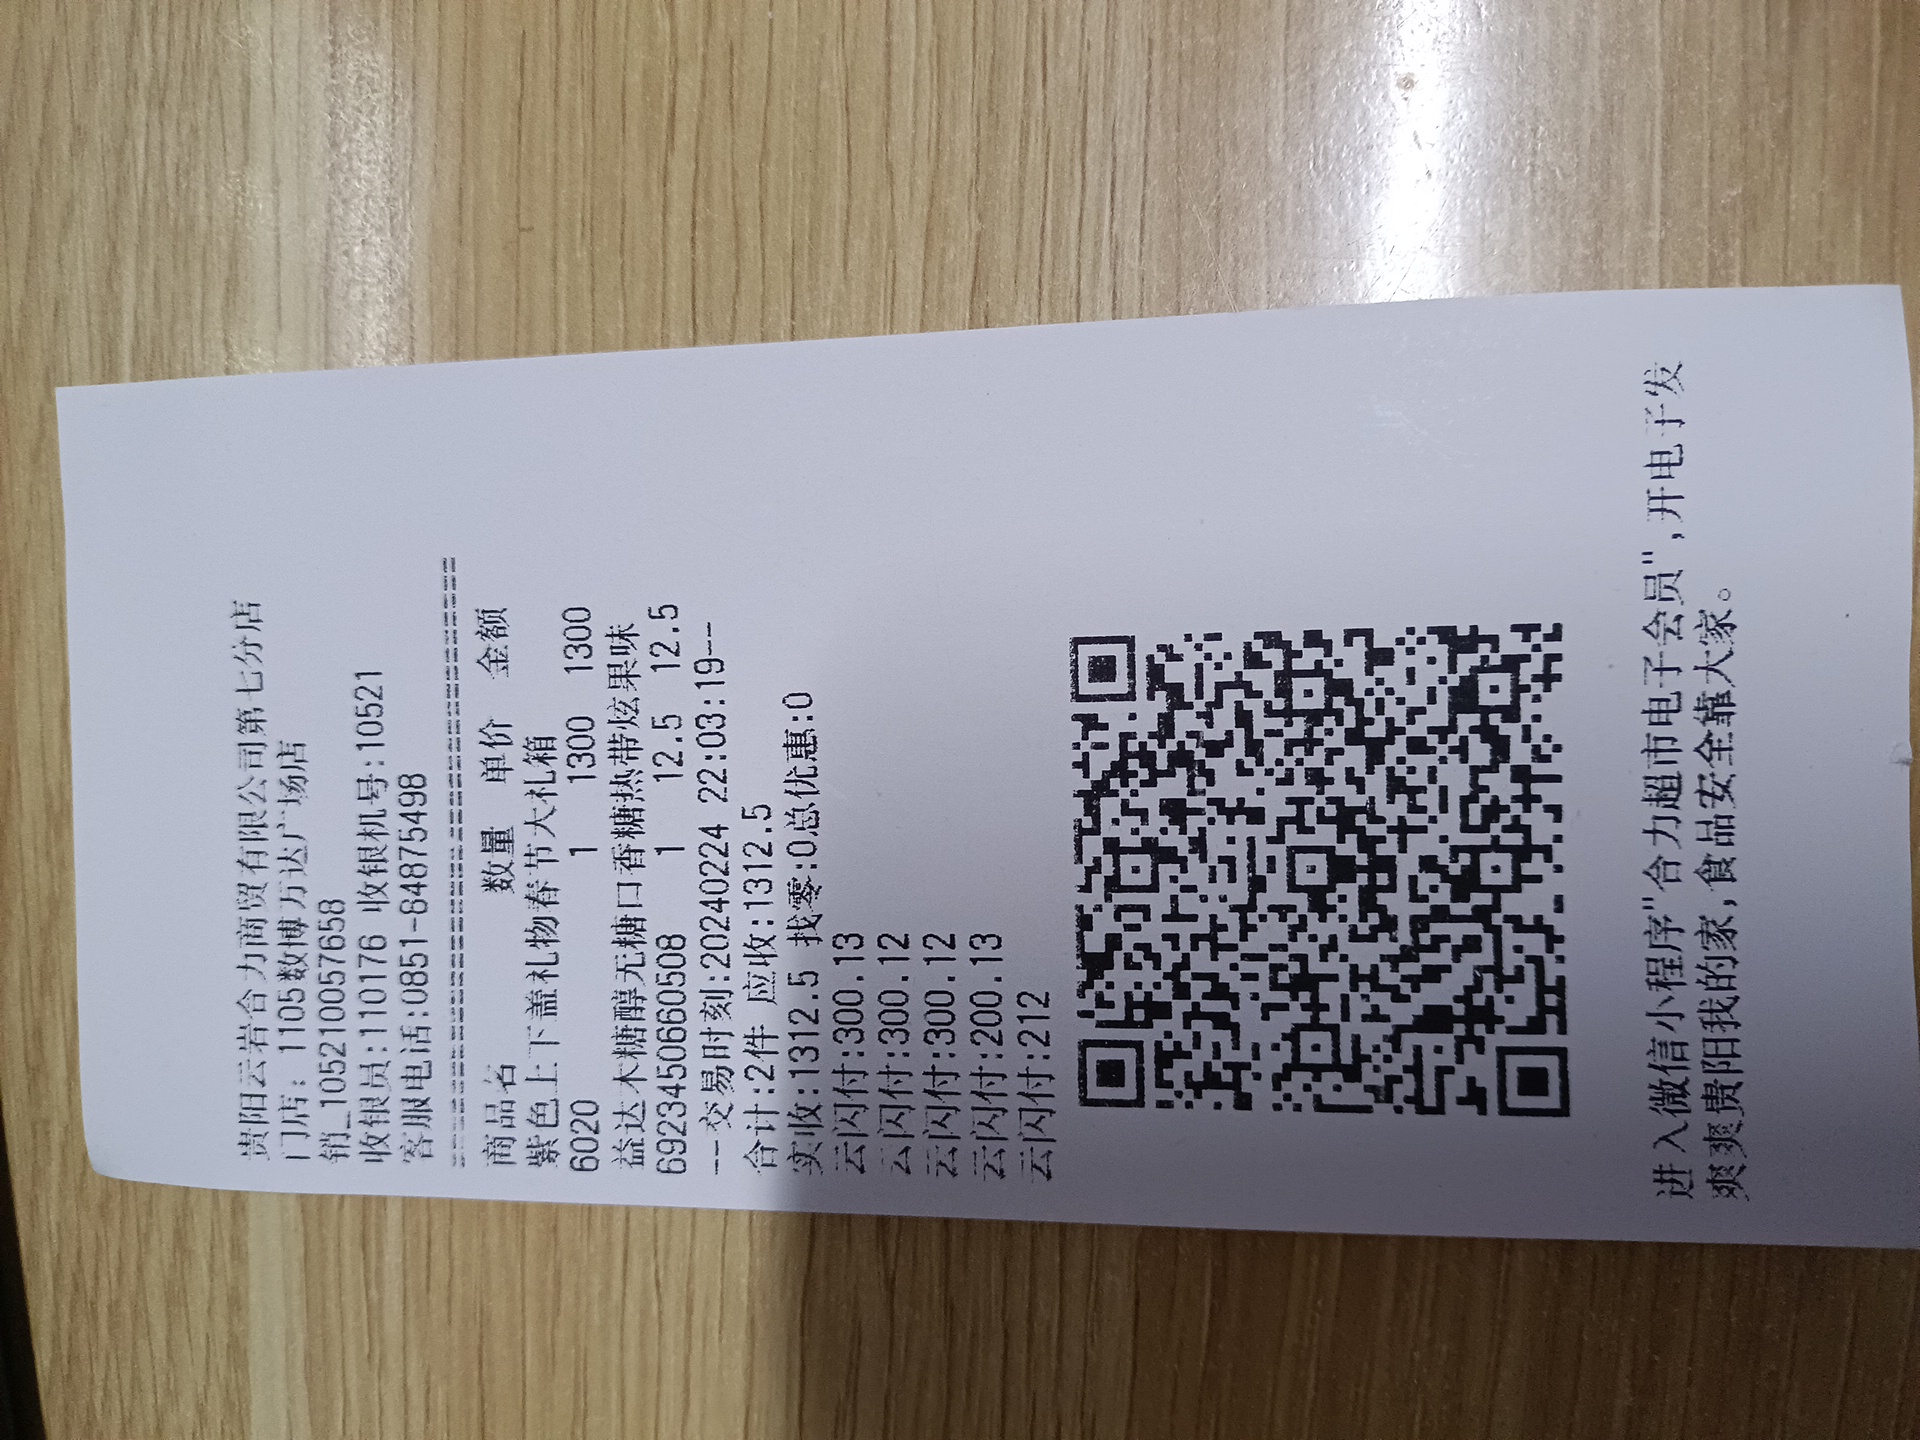 贵阳云岩合力商贸有限公司第七分店
门店: 1105数博万达广场店
销_1052100057658
收银员:110176 收银机号:10521
客服电话:0851-64875498
商品名 数量 单价 金额
紫色上下盖礼物春节大礼箱
6020 1 1300 1300
益达木糖醇无糖口香糖热带炫果味
6923450660508 1 12.5 12.5
--交易时刻:20240224 22:03:19--
合计:2件 应收:1312.5
实收:1312.5 找零:0总优惠:0
云闪付:300.13
云闪付:300.12
云闪付:300.12
云闪付:200.13
云闪付:212
进入微信小程序"合力超市电子会员",开电子发
爽爽贵阳我的家,食品安全靠大家。